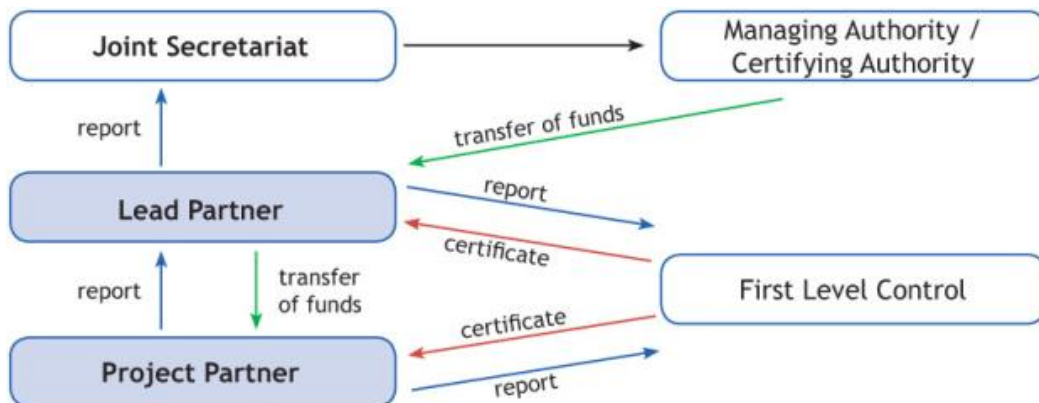 Joint Secretariat
Managing Authority /
Certifying Authority
report
transfer of funds
Lead Partner
report
certificate
report
transfer
of funds
First Level Control
certificate
Project Partner
report